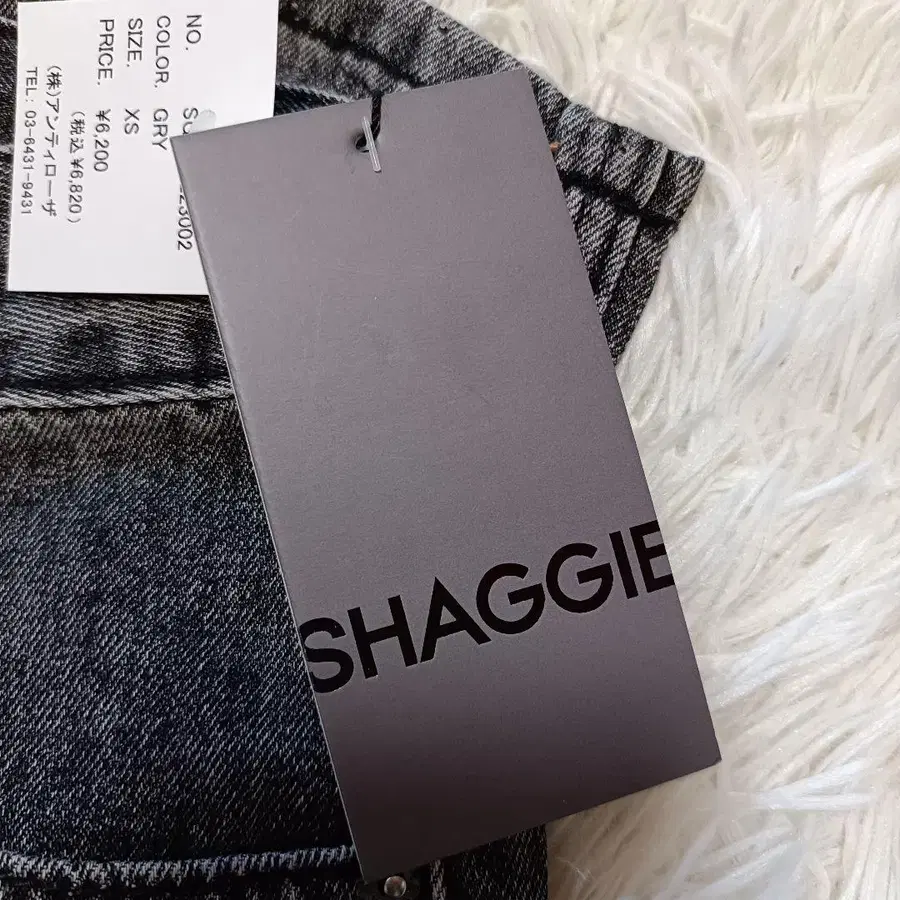 NO.
23002
COLOR. GRY
SIZE. XS
PRICE. ¥6,200
(税込 ¥6,820)
(株)アンティローザ
TEL: 03-6431-9431
SHAGGIE